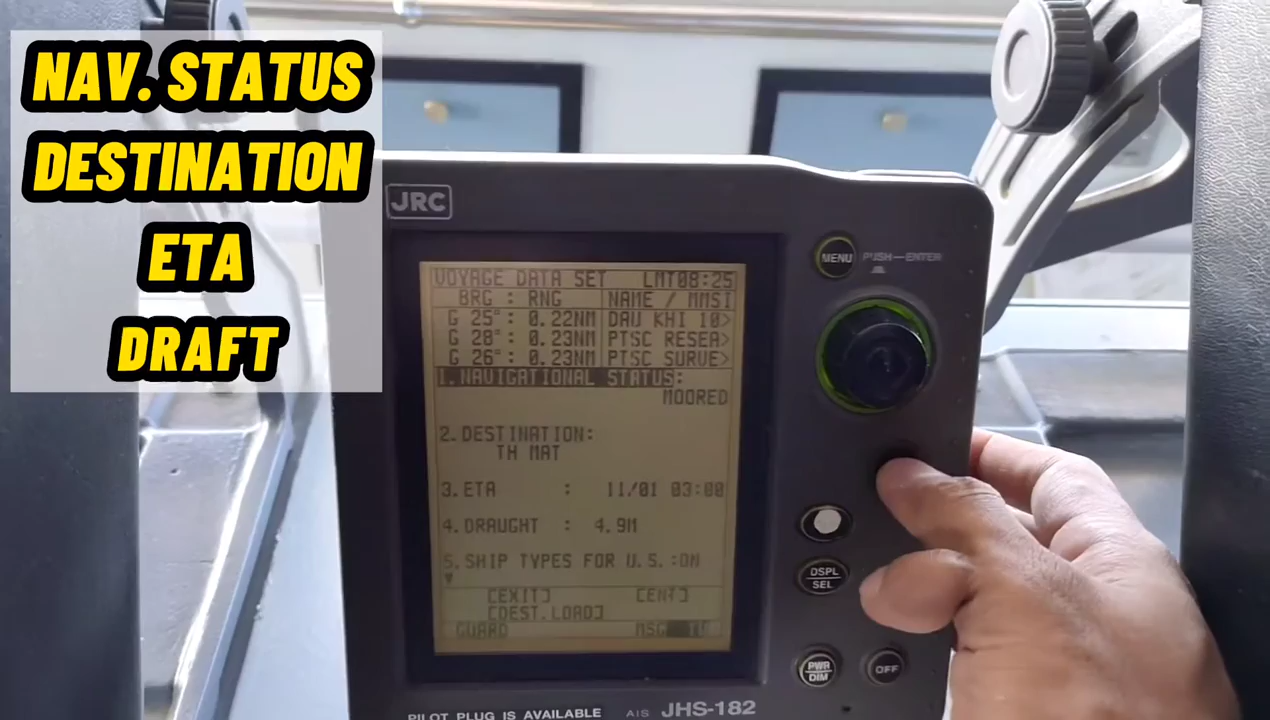 NAV. STATUS
DESTINATION
ETA
DRAFT
JRC
MENU
PUSH—ENTER
VOYAGE DATA SET LMT08:25
BRG : RNG NAME / MMSI
G 25°: 0.22NM DAU KHI 10>
G 28°: 0.23NM PTSC RESEA>
G 26°: 0.23NM PTSC SURVE>
1.NAVIGATIONAL STATUS:
MOORED
2.DESTINATION:
TH MAT
3.ETA : 11/01 03:00
4.DRAUGHT : 4.9M
5.SHIP TYPES FOR U.S.:ON
[EXIT] [ENT]
[DEST.LOAD]
GUARD MSG
DSPL
SEL
PWR
DIM
OFF
PILOT PLUG IS AVAILABLE AIS JHS-182